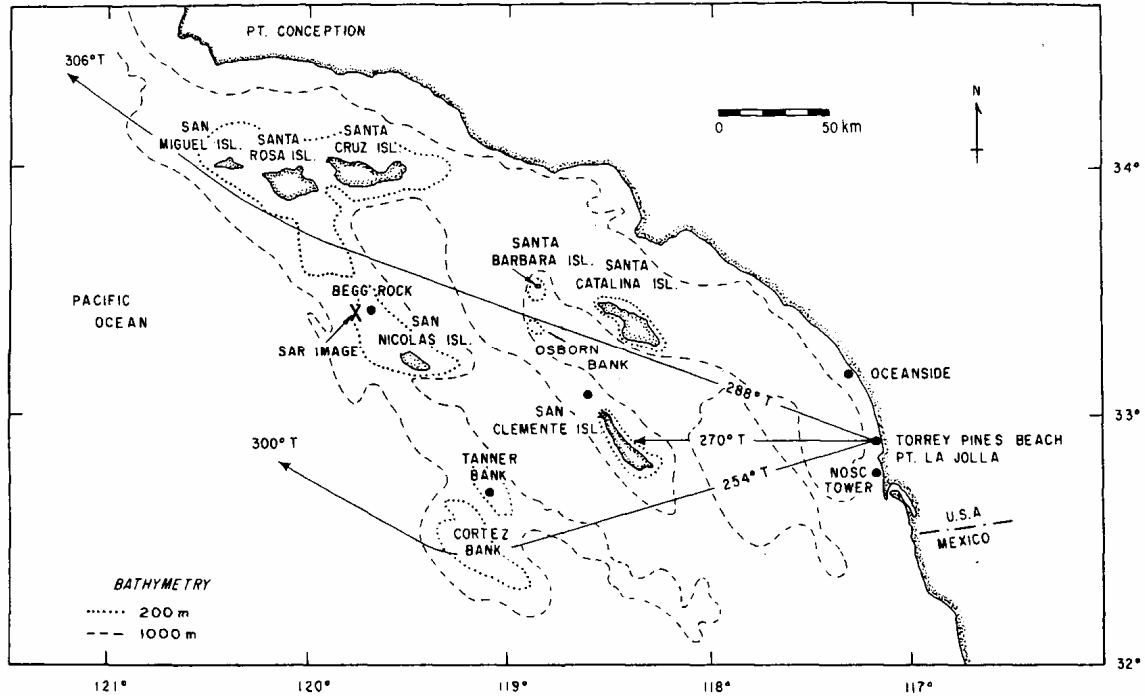 PT. CONCEPTION
306° T
N
0 50 km
SAN
MIGUEL ISL.
SANTA
ROSA ISL.
SANTA
CRUZ ISL.
34°
SANTA
BARBARA ISL.
SANTA
CATALINA ISL.
PACIFIC
OCEAN
BEGG ROCK
X
SAR IMAGE
SAN
NICOLAS ISL.
OSBORN
BANK
288° T
OCEANSIDE
33°
SAN
CLEMENTE ISL.
270° T
TORREY PINES BEACH
PT. LA JOLLA
300° T
254° T
NOSC
TOWER
TANNER
BANK
CORTEZ
BANK
U.S.A
MEXICO
BATHYMETRY
200 m
1000 m
32°
121° 120° 119° 118° 117°